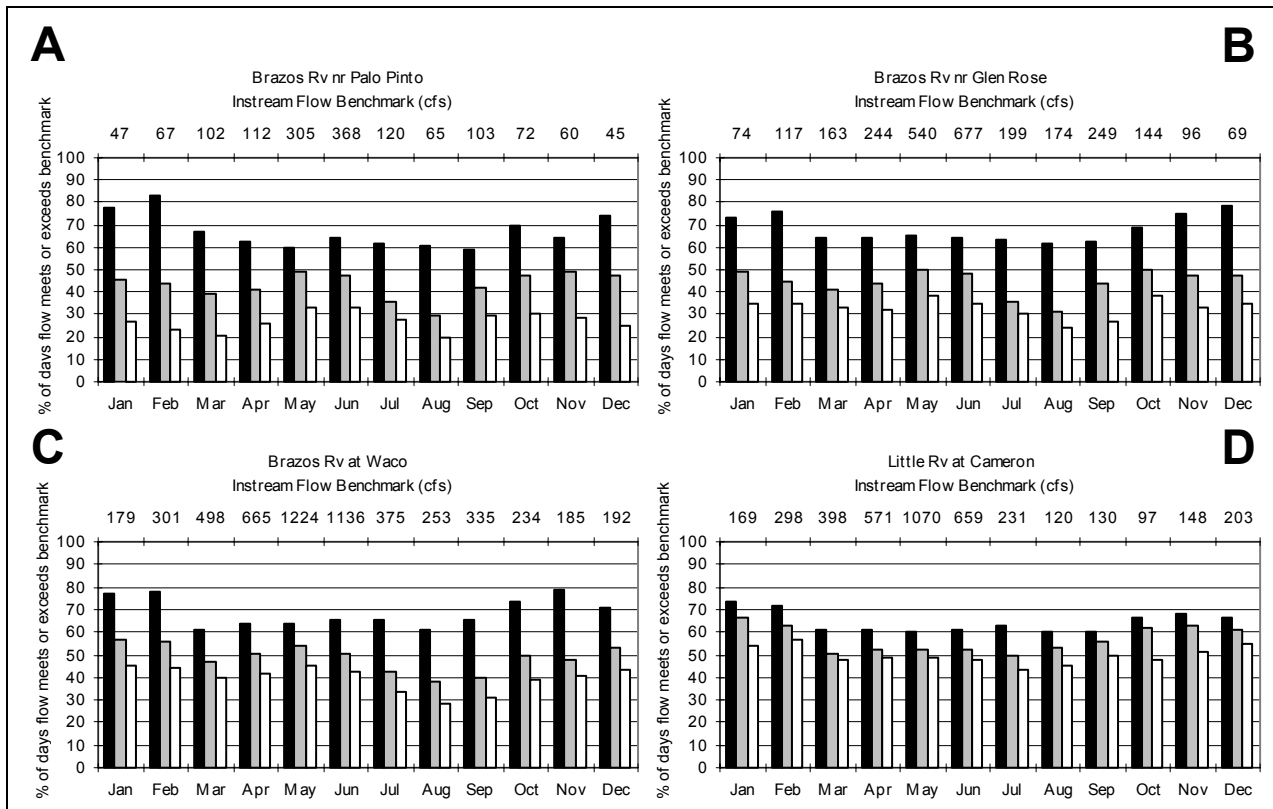 A
Brazos Rv nr Palo Pinto
Instream Flow Benchmark (cfs)
47 67 102 112 305 368 120 65 103 72 60 45
% of days flow meets or exceeds benchmark
100
90
80
70
60
50
40
30
20
10
0
Jan Feb Mar Apr May Jun Jul Aug Sep Oct Nov Dec
B
Brazos Rv nr Glen Rose
Instream Flow Benchmark (cfs)
74 117 163 244 540 677 199 174 249 144 96 69
% of days flow meets or exceeds benchmark
100
90
80
70
60
50
40
30
20
10
0
Jan Feb Mar Apr May Jun Jul Aug Sep Oct Nov Dec
C
Brazos Rv at Waco
Instream Flow Benchmark (cfs)
179 301 498 665 1224 1136 375 253 335 234 185 192
% of days flow meets or exceeds benchmark
100
90
80
70
60
50
40
30
20
10
0
Jan Feb Mar Apr May Jun Jul Aug Sep Oct Nov Dec
D
Little Rv at Cameron
Instream Flow Benchmark (cfs)
169 298 398 571 1070 659 231 120 130 97 148 203
% of days flow meets or exceeds benchmark
100
90
80
70
60
50
40
30
20
10
0
Jan Feb Mar Apr May Jun Jul Aug Sep Oct Nov Dec